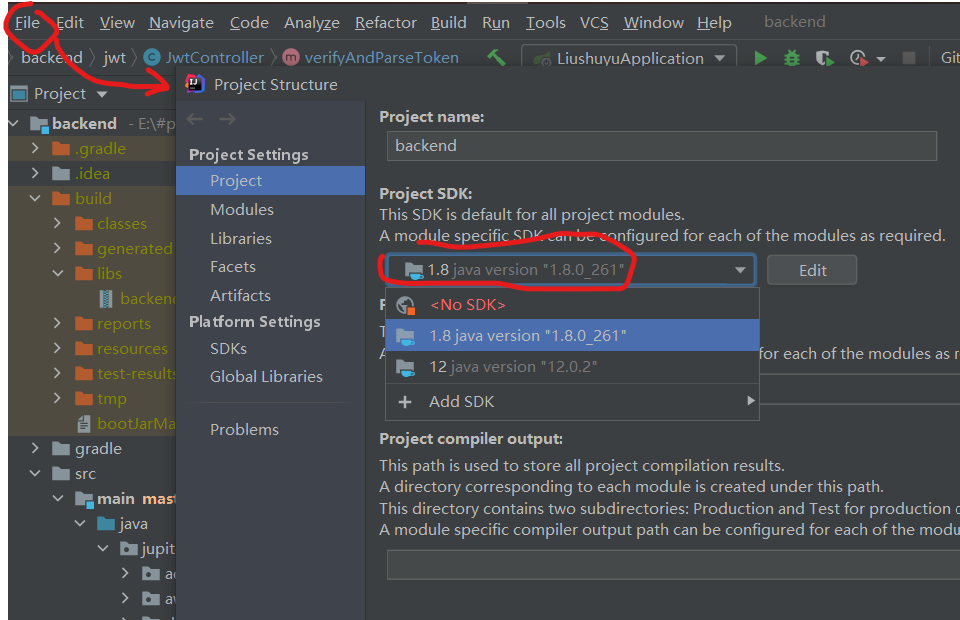 File Edit View Navigate Code Analyze Refactor Build Run Tools VCS Window Help backend
backend jwt JwtController verifyAndParseToken LiushuyuApplication Git
Project
Project Structure
backend - E:\#p
.gradle
.idea
build
classes
generated
libs
backend
reports
resources
test-results
tmp
bootJarMa
gradle
src
main mast
java
jupit
Project Settings
Project
Modules
Libraries
Facets
Artifacts
Platform Settings
SDKs
Global Libraries
Problems
Project name:
backend
Project SDK:
This SDK is default for all project modules.
A module specific SDK can be configured for each of the modules as required.
1.8 java version "1.8.0_261"
Edit
<No SDK>
1.8 java version "1.8.0_261"
12 java version "12.0.2"
Add SDK
for each of the modules as r
Project compiler output:
This path is used to store all project compilation results.
A directory corresponding to each module is created under this path.
This directory contains two subdirectories: Production and Test for production
A module specific compiler output path can be configured for each of the modu